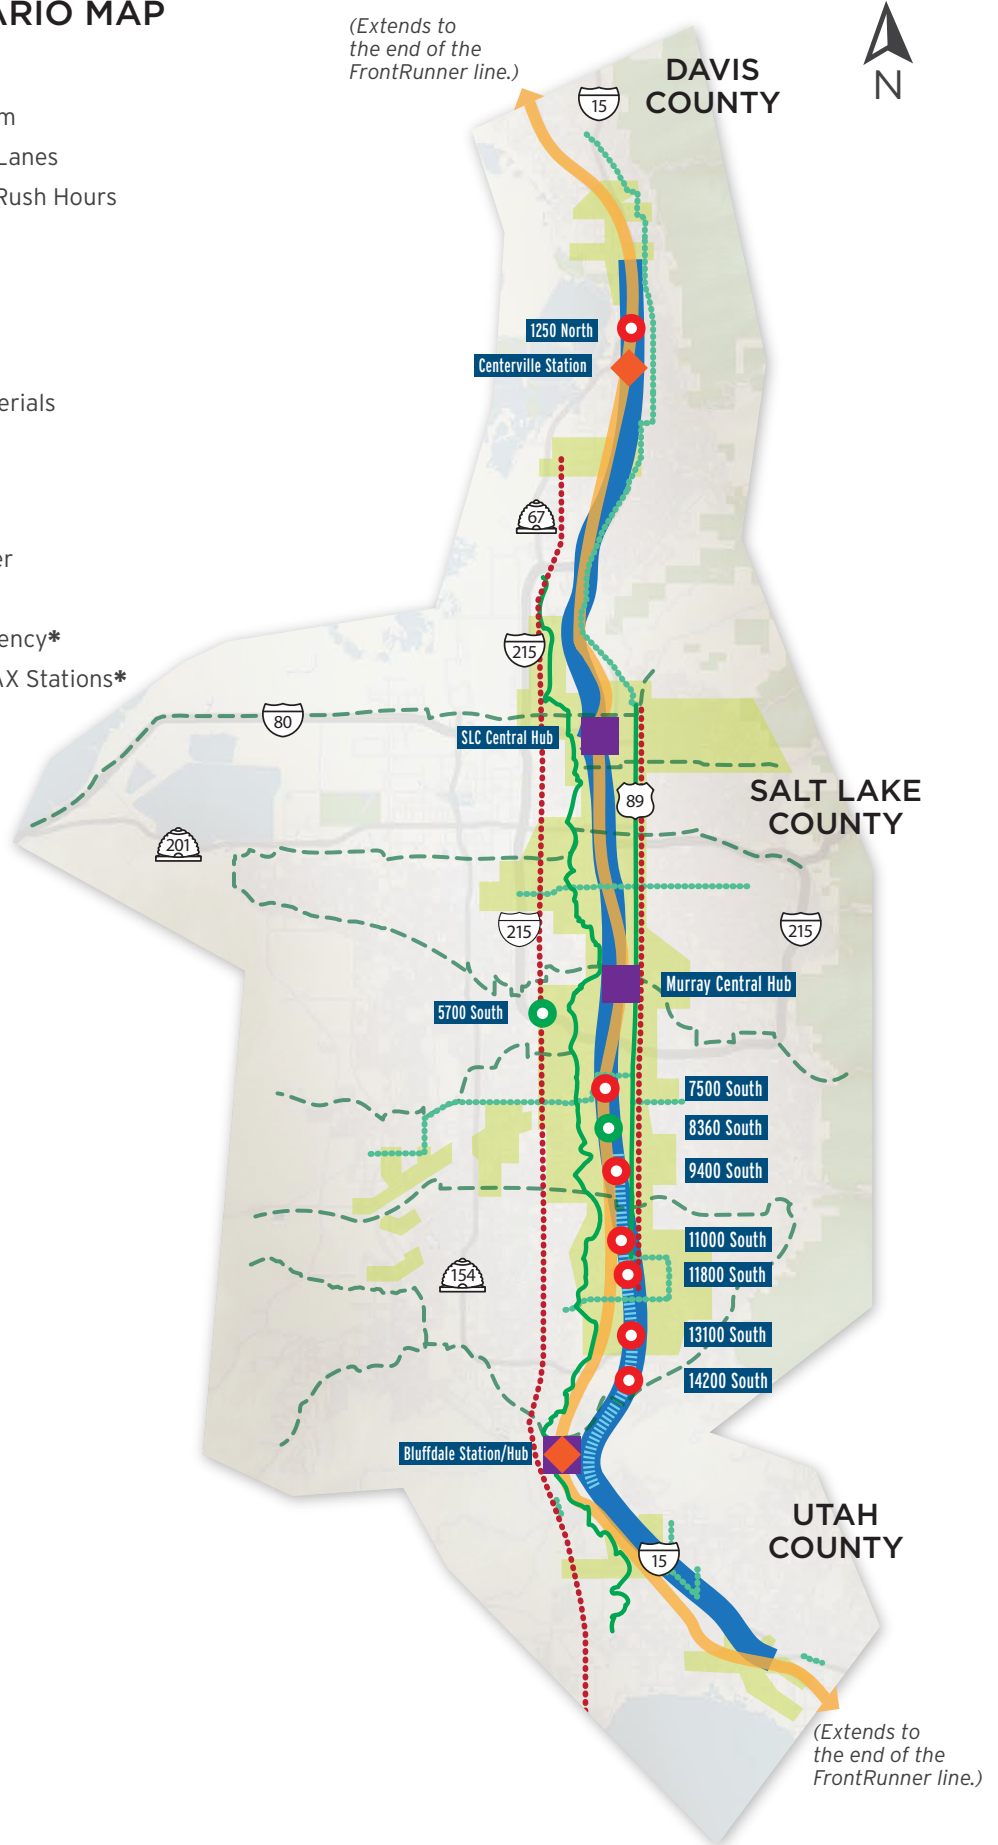 ARIO MAP
(Extends to
the end of the
FrontRunner line.)
N
DAVIS
COUNTY
15
m
Lanes
Rush Hours
1250 North
Centerville Station
erials
67
er
ency*
AX Stations*
215
80
SLC Central Hub
89
SALT LAKE
COUNTY
201
215
215
Murray Central Hub
5700 South
7500 South
8360 South
9400 South
11000 South
11800 South
154
13100 South
14200 South
Bluffdale Station/Hub
UTAH
COUNTY
15
(Extends to
the end of the
FrontRunner line.)